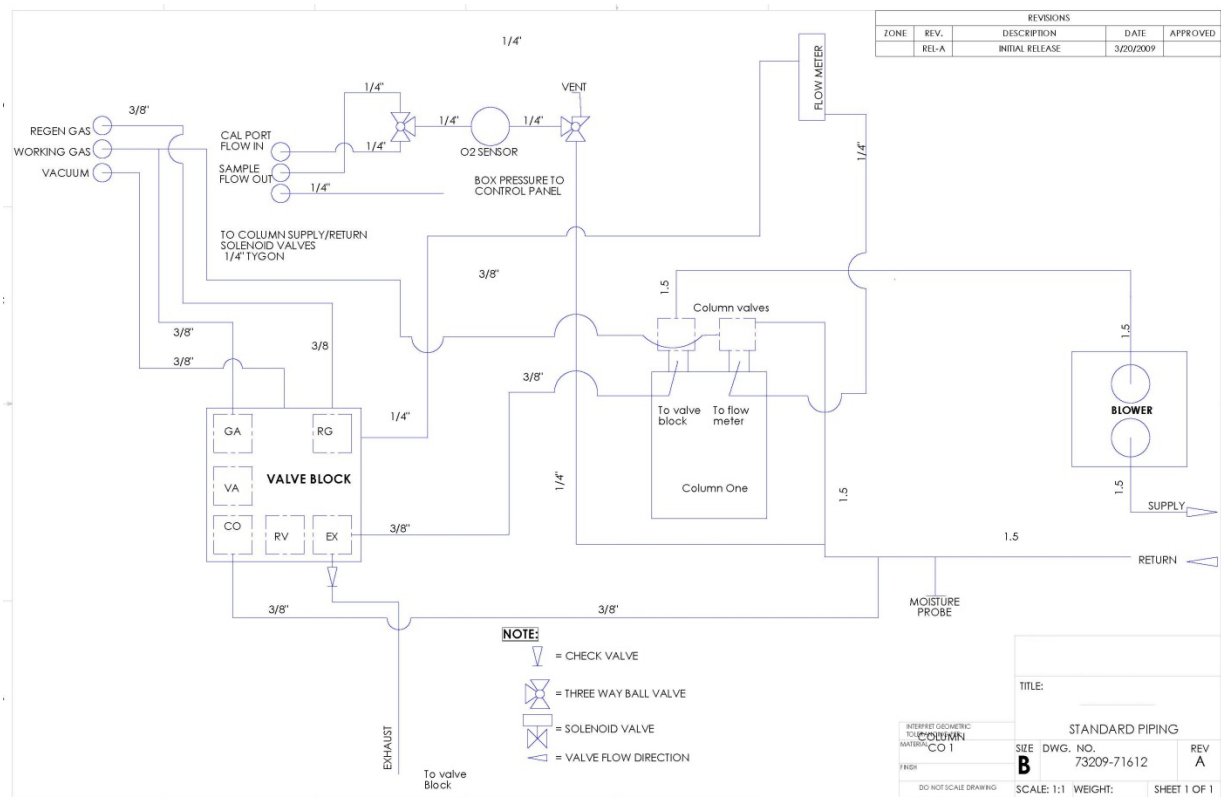 REVISIONS
ZONE REV. DESCRIPTION DATE APPROVED
REL-A INITIAL RELEASE 3/20/2009
1/4"
FLOW METER
VENT
1/4"
3/8"
REGEN GAS
WORKING GAS
VACUUM
CAL PORT
FLOW IN
1/4"
1/4"
1/4"
O2 SENSOR
SAMPLE
FLOW OUT
1/4"
BOX PRESSURE TO
CONTROL PANEL
1/4"
TO COLUMN SUPPLY/RETURN
SOLENOID VALVES
1/4" TYGON
3/8"
1.5
Column valves
3/8"
3/8
1.5
3/8"
3/8"
1/4"
To valve
block
To flow
meter
BLOWER
GA
RG
VALVE BLOCK
VA
CO
RV
EX
3/8"
1/4"
Column One
1.5
1.5
SUPPLY
1.5
RETURN
MOISTURE
PROBE
3/8"
3/8"
NOTE:
= CHECK VALVE
= THREE WAY BALL VALVE
= SOLENOID VALVE
= VALVE FLOW DIRECTION
EXHAUST
To valve
Block
TITLE:
STANDARD PIPING
INTERPRET GEOMETRIC
COLUMN
MATERIAL
CO 1
FINISH
DO NOT SCALE DRAWING
SIZE DWG. NO. REV
B 73209-71612 A
SCALE: 1:1 WEIGHT: SHEET 1 OF 1